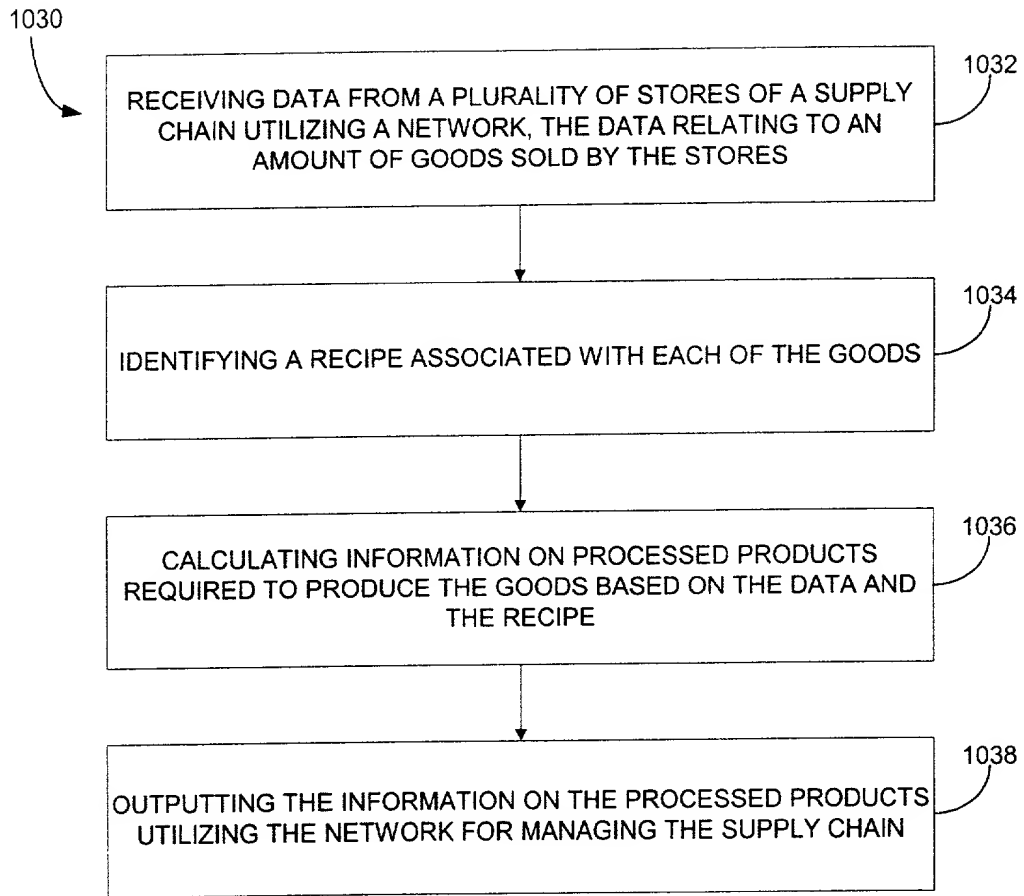 1030
1032
RECEIVING DATA FROM A PLURALITY OF STORES OF A SUPPLY
CHAIN UTILIZING A NETWORK, THE DATA RELATING TO AN
AMOUNT OF GOODS SOLD BY THE STORES
1034
IDENTIFYING A RECIPE ASSOCIATED WITH EACH OF THE GOODS
1036
CALCULATING INFORMATION ON PROCESSED PRODUCTS
REQUIRED TO PRODUCE THE GOODS BASED ON THE DATA AND
THE RECIPE
1038
OUTPUTTING THE INFORMATION ON THE PROCESSED PRODUCTS
UTILIZING THE NETWORK FOR MANAGING THE SUPPLY CHAIN